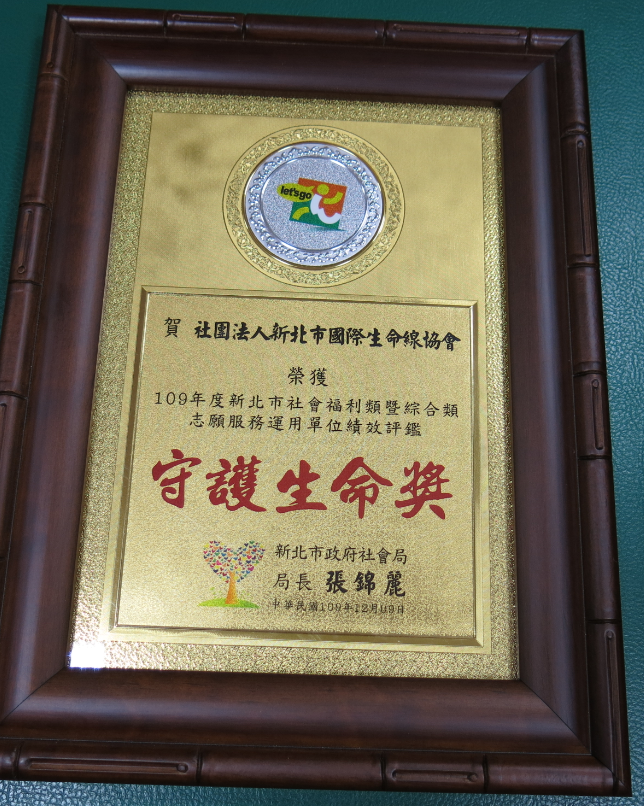 let's go
賀 社團法人新北市國際生命線協會
榮獲
109年度新北市社會福利類暨綜合類
志願服務運用單位績效評鑑
守護生命獎
新北市政府社會局
局長 張錦麗
中華民國109年12月09日